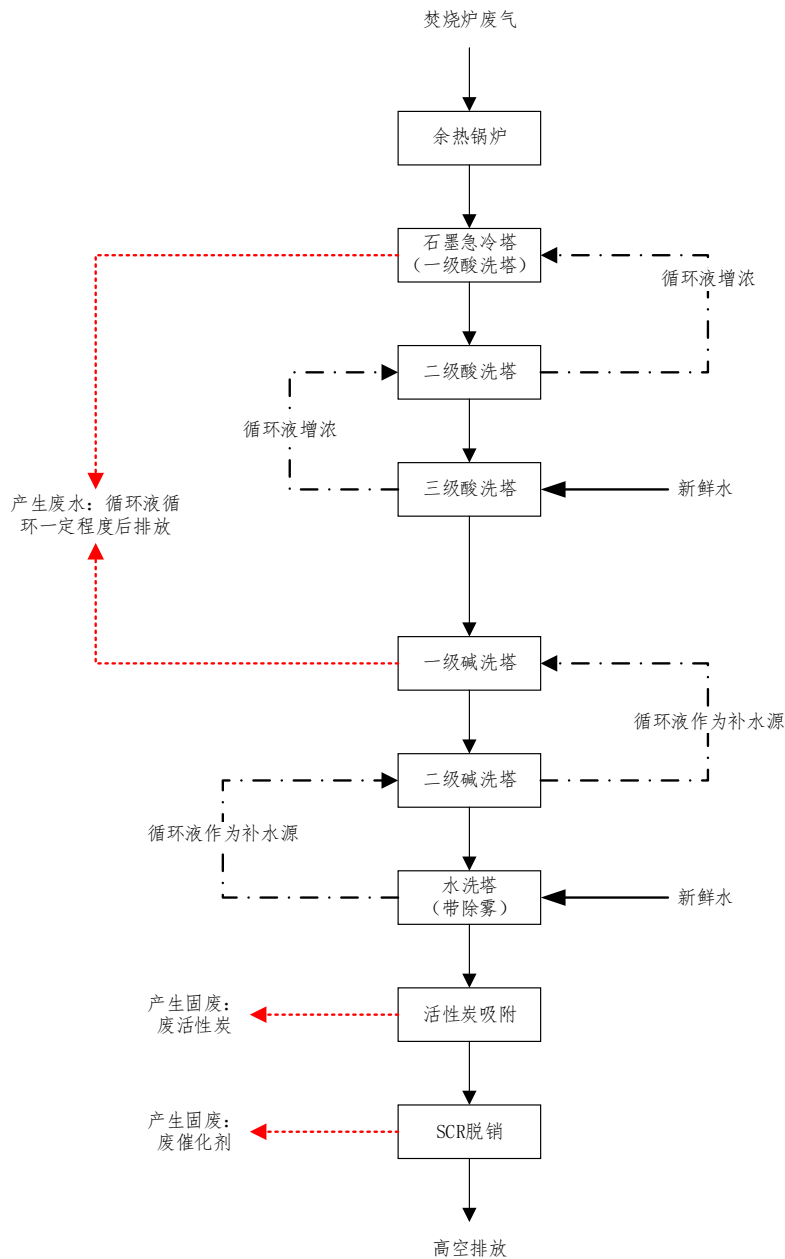 焚烧炉废气
余热锅炉
石墨急冷塔
（一级酸洗塔）
循环液增浓
二级酸洗塔
循环液增浓
三级酸洗塔
新鲜水
产生废水：循环液循
环一定程度后排放
一级碱洗塔
循环液作为补水源
二级碱洗塔
循环液作为补水源
水洗塔
（带除雾）
新鲜水
产生固废：
废活性炭
活性炭吸附
产生固废：
废催化剂
SCR脱销
高空排放